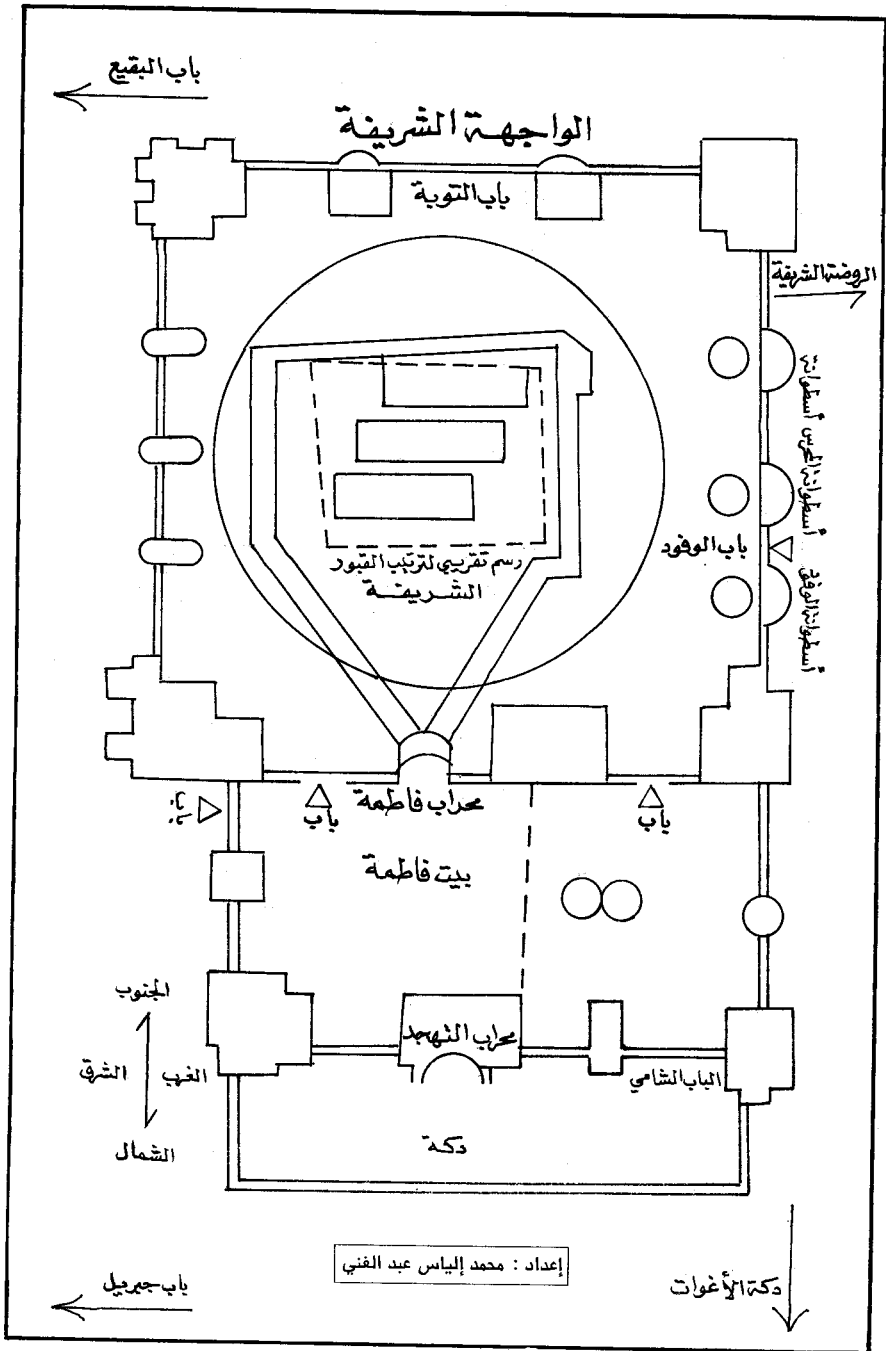 باب البقيع
الواجهة الشريفة
باب التوبة
الروضة الشريفة
أسطوانة
أسطوانة الحرس
أسطوانة الوفود
باب الوفود
رسم تقريبي لترتيب القبور
الشريفة
محراب فاطمة
باب
باب
باب
بيت فاطمة
محراب التهجد
الباب الشامي
الجنوب
الغرب
الشرق
الشمال
دكة
إعداد : محمد إلياس عبد الغني
دكة الأغوات
باب جبريل